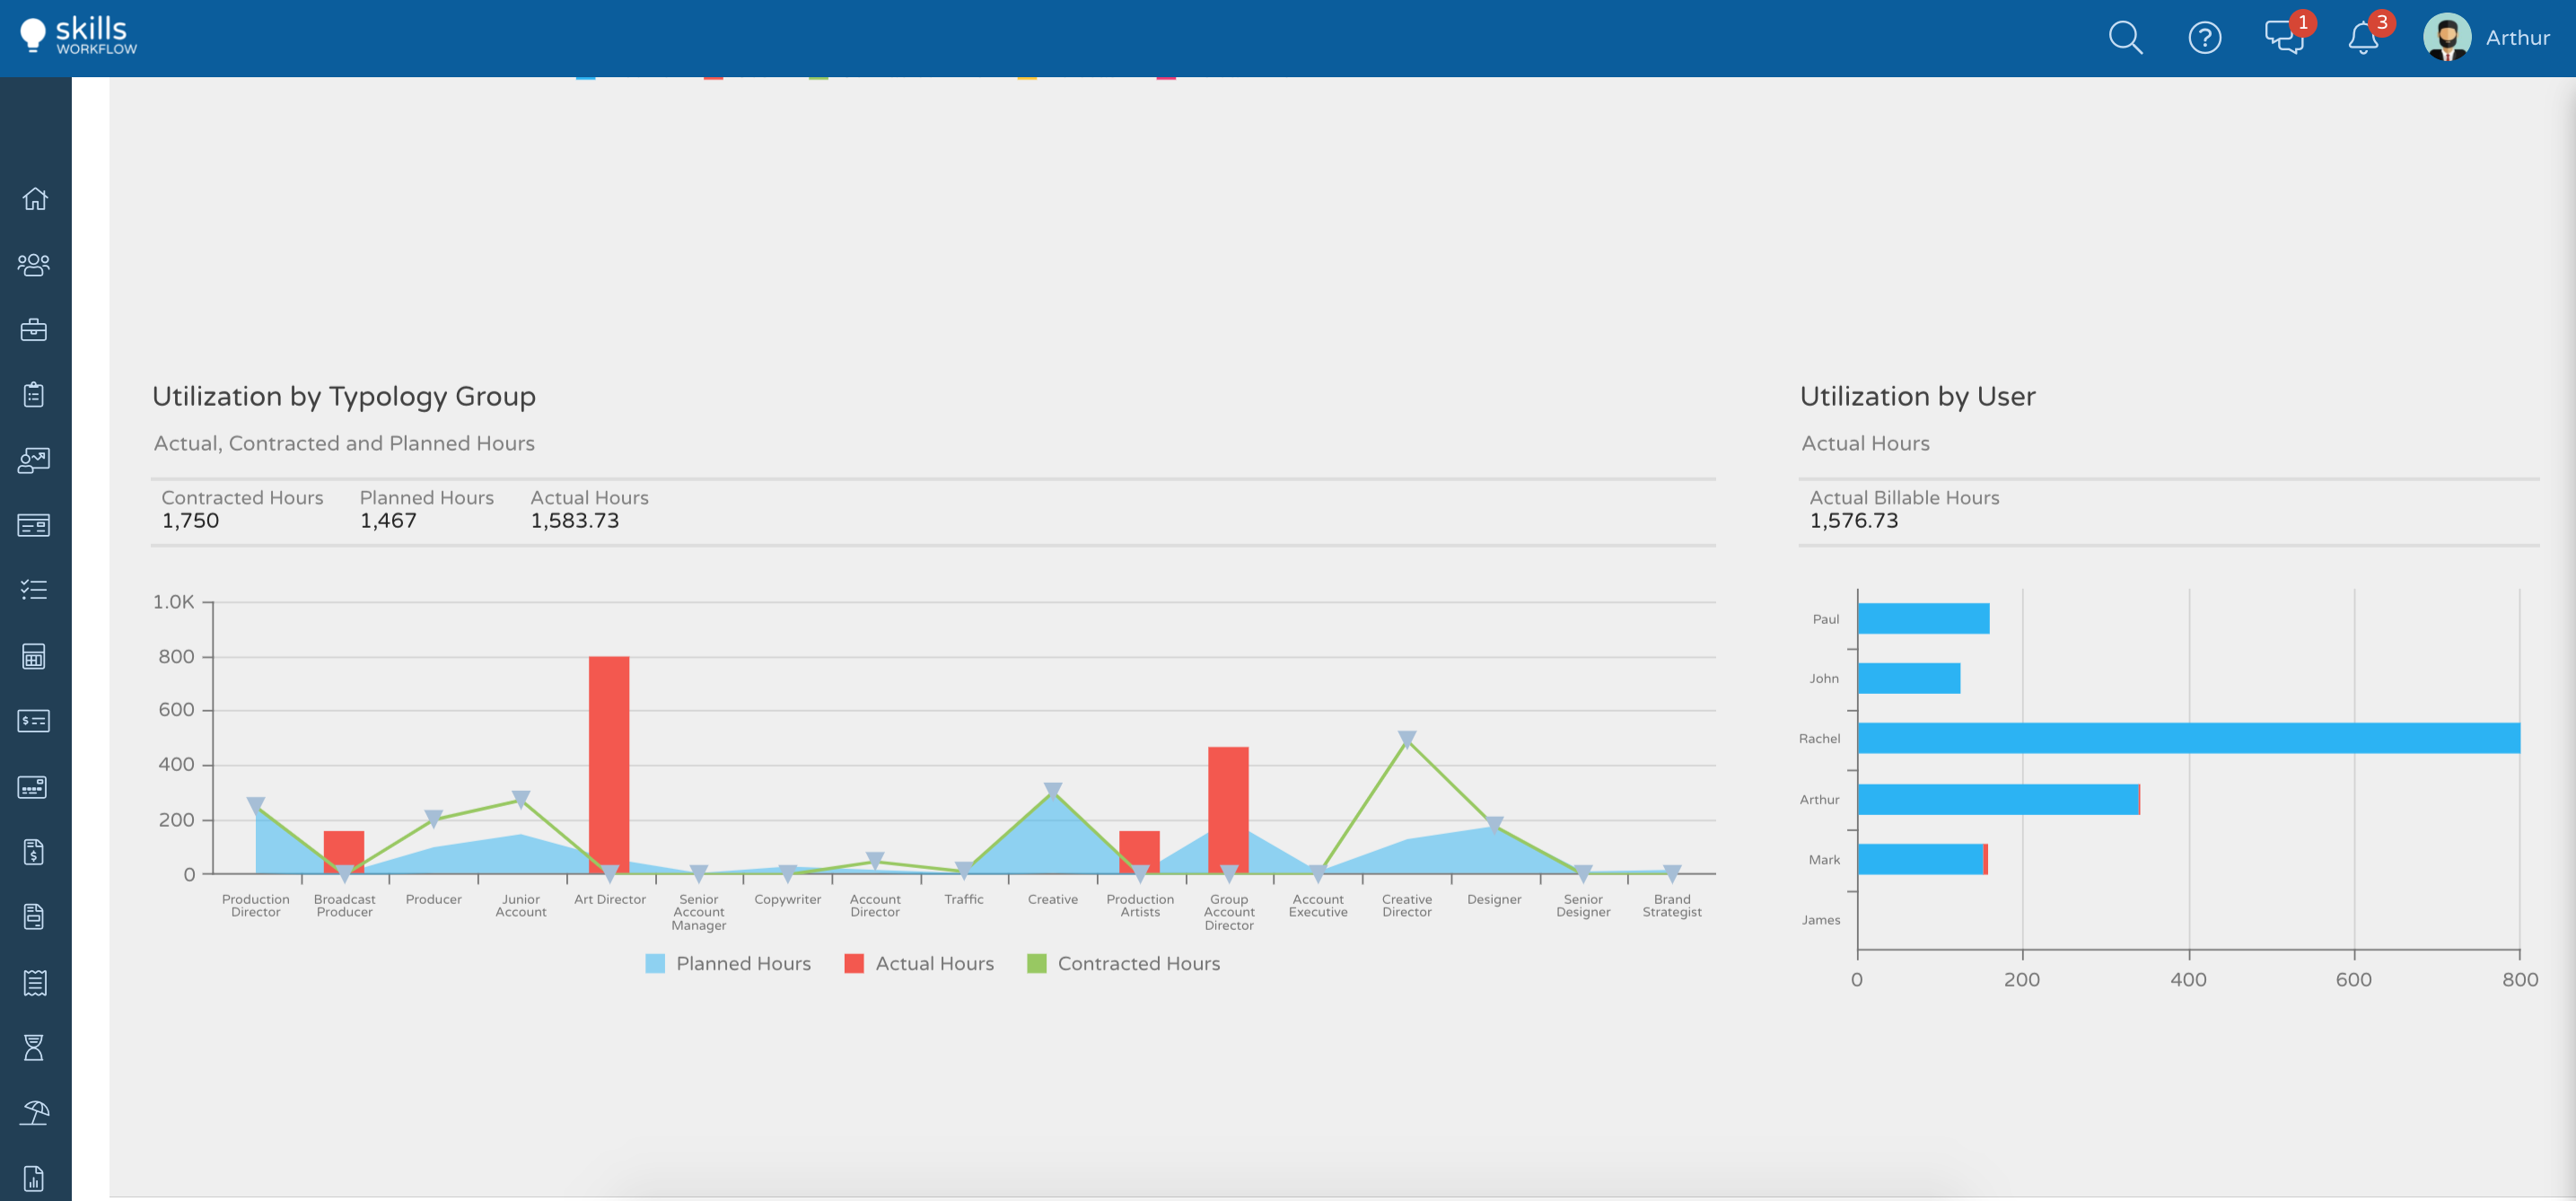 skills
WORKFLOW
1
3
Arthur
Utilization by Typology Group
Actual, Contracted and Planned Hours
Contracted Hours Planned Hours Actual Hours
1,750 1,467 1,583.73
1.0K
800
600
400
200
0
Production Director
Broadcast Producer
Producer
Junior Account
Art Director
Senior Account Manager
Copywriter
Account Director
Traffic
Creative
Production Artists
Group Account Director
Account Executive
Creative Director
Designer
Senior Designer
Brand Strategist
Planned Hours Actual Hours Contracted Hours
Utilization by User
Actual Hours
Actual Billable Hours
1,576.73
Paul
John
Rachel
Arthur
Mark
James
0 200 400 600 800